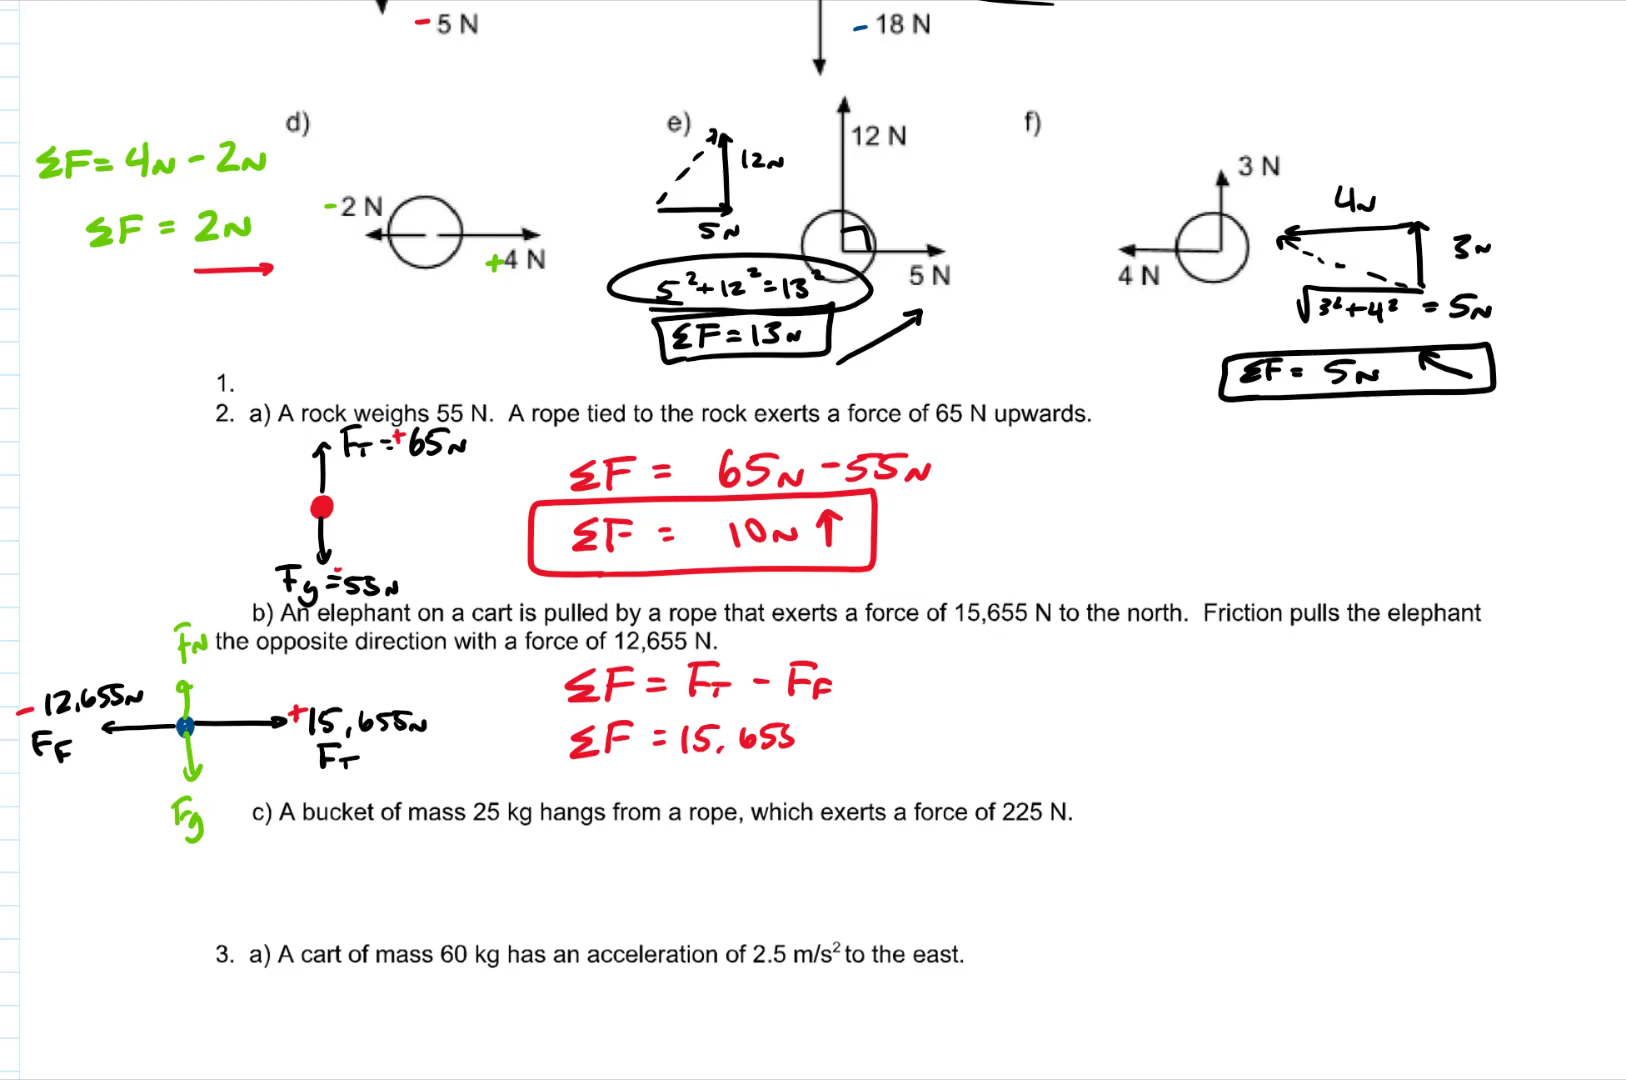 - 5 N
- 18 N
d)
e)
f)
ΣF = 4N - 2N
ΣF = 2N
-2 N
+4 N
12N
5N
12 N
5 N
5²+12²=13²
ΣF = 13N
3 N
4 N
4N
3N
√3²+4² = 5N
ΣF = 5N
1.
2. a) A rock weighs 55 N. A rope tied to the rock exerts a force of 65 N upwards.
FT = +65N
ΣF = 65N - 55N
ΣF = 10N ↑
Fg = -55N
b) An elephant on a cart is pulled by a rope that exerts a force of 15,655 N to the north. Friction pulls the elephant
the opposite direction with a force of 12,655 N.
FN
- 12,655N
FF
+15,655N
FT
Fg
ΣF = FT - FF
ΣF = 15,655
c) A bucket of mass 25 kg hangs from a rope, which exerts a force of 225 N.
3. a) A cart of mass 60 kg has an acceleration of 2.5 m/s² to the east.